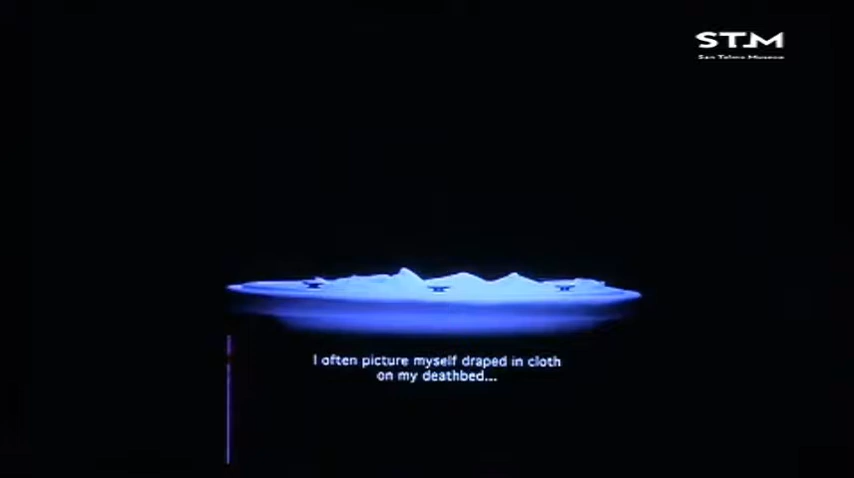 STM
San Telmo Museoa
I often picture myself draped in cloth
on my deathbed...